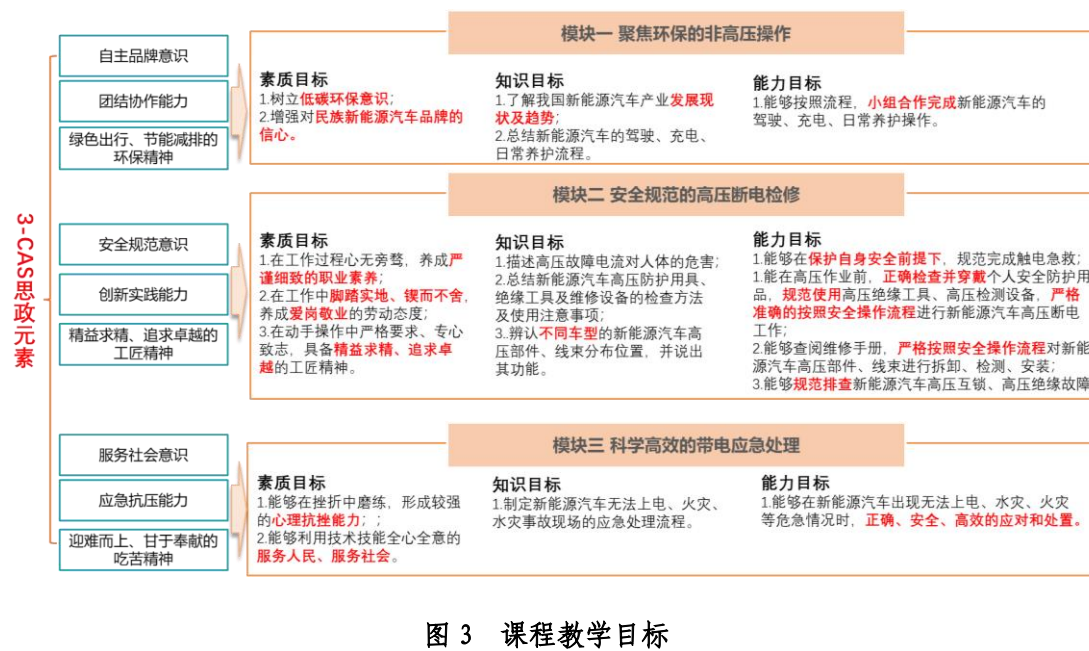 3-CAS思政元素
自主品牌意识
团结协作能力
绿色出行、节能减排的
环保精神
模块一 聚焦环保的非高压操作
素质目标
1.树立低碳环保意识;
2.增强对民族新能源汽车品牌的
信心。
知识目标
1.了解我国新能源汽车产业发展现
状及趋势;
2.总结新能源汽车的驾驶、充电、
日常养护流程。
能力目标
1.能够按照流程，小组合作完成新能源汽车的
驾驶、充电、日常养护操作。
安全规范意识
创新实践能力
精益求精、追求卓越的
工匠精神
模块二 安全规范的高压断电检修
素质目标
1.在工作过程心无旁骛，养成严
谨细致的职业素养;
2.在工作中脚踏实地、锲而不舍，
养成爱岗敬业的劳动态度;
3.在动手操作中严格要求、专心
致志，具备精益求精、追求卓
越的工匠精神。
知识目标
1.描述高压故障电流对人体的危害;
2.总结新能源汽车高压防护用具、
绝缘工具及维修设备的检查方法
及使用注意事项;
3.辨认不同车型的新能源汽车高
压部件、线束分布位置，并说出
其功能。
能力目标
1.能够在保护自身安全前提下，规范完成触电急救;
1.能在高压作业前，正确检查并穿戴个人安全防护用
品，规范使用高压绝缘工具、高压检测设备，严格
准确的按照安全操作流程进行新能源汽车高压断电
工作;
2.能够查阅维修手册，严格按照安全操作流程对新能
源汽车高压部件、线束进行拆卸、检测、安装;
3.能够规范排查新能源汽车高压互锁、高压绝缘故障
服务社会意识
应急抗压能力
迎难而上、甘于奉献的
吃苦精神
模块三 科学高效的带电应急处理
素质目标
1.能够在挫折中磨练，形成较强
的心理抗挫能力; ;
2.能够利用技术技能全心全意的
服务人民、服务社会。
知识目标
1.制定新能源汽车无法上电、火灾、
水灾事故现场的应急处理流程。
能力目标
1.能够在新能源汽车出现无法上电、水灾、火灾
等危急情况时，正确、安全、高效的应对和处置。
图 3 课程教学目标